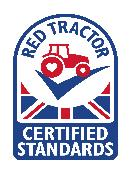 RED TRACTOR
CERTIFIED
STANDARDS